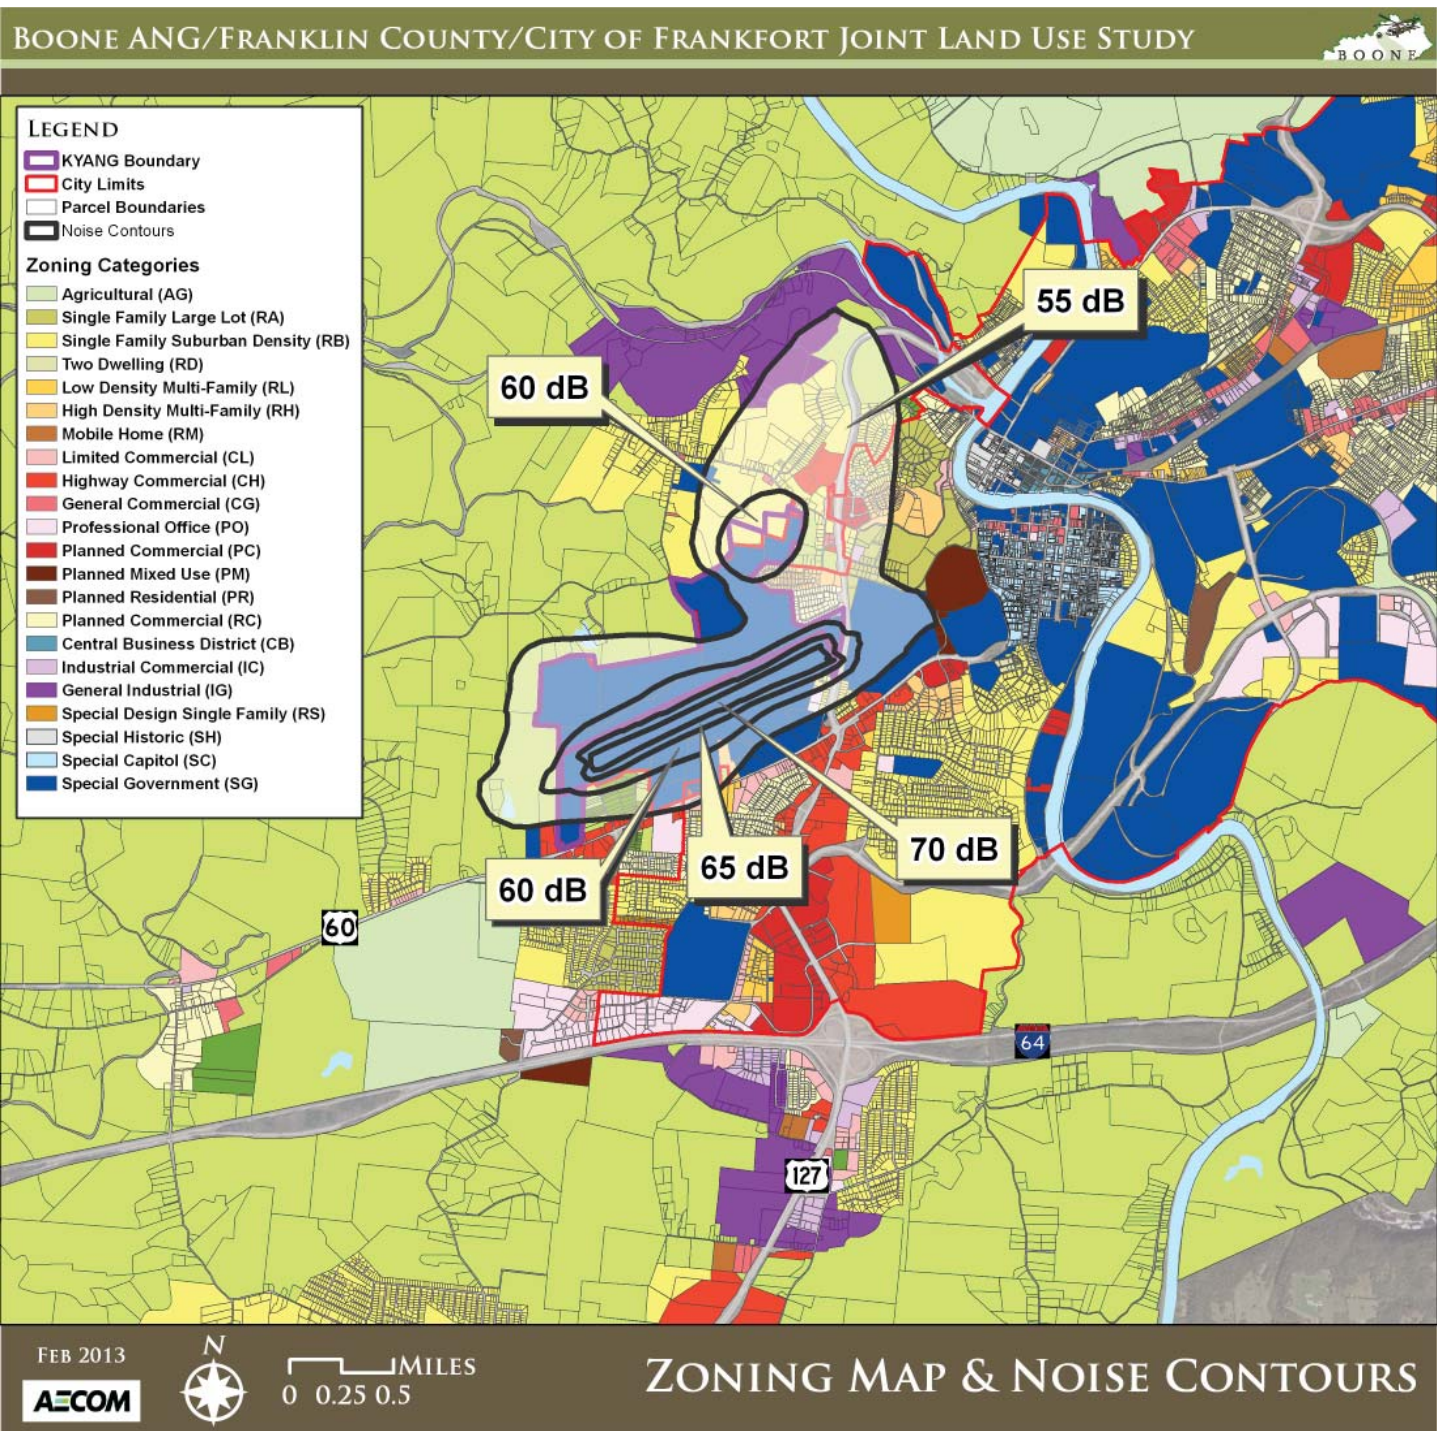 BOONE ANG/FRANKLIN COUNTY/CITY OF FRANKFORT JOINT LAND USE STUDY
BOONE
LEGEND
KYANG Boundary
City Limits
Parcel Boundaries
Noise Contours
Zoning Categories
Agricultural (AG)
Single Family Large Lot (RA)
Single Family Suburban Density (RB)
Two Dwelling (RD)
Low Density Multi-Family (RL)
High Density Multi-Family (RH)
Mobile Home (RM)
Limited Commercial (CL)
Highway Commercial (CH)
General Commercial (CG)
Professional Office (PO)
Planned Commercial (PC)
Planned Mixed Use (PM)
Planned Residential (PR)
Planned Commercial (RC)
Central Business District (CB)
Industrial Commercial (IC)
General Industrial (IG)
Special Design Single Family (RS)
Special Historic (SH)
Special Capitol (SC)
Special Government (SG)
55 dB
60 dB
70 dB
65 dB
60 dB
60
64
127
FEB 2013
AECOM
N
MILES
0 0.25 0.5
ZONING MAP & NOISE CONTOURS